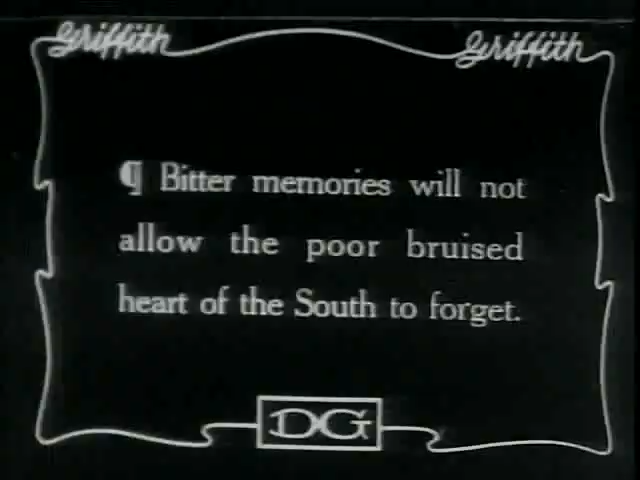 Griffith Griffith
¶ Bitter memories will not
allow the poor bruised
heart of the South to forget.
DG